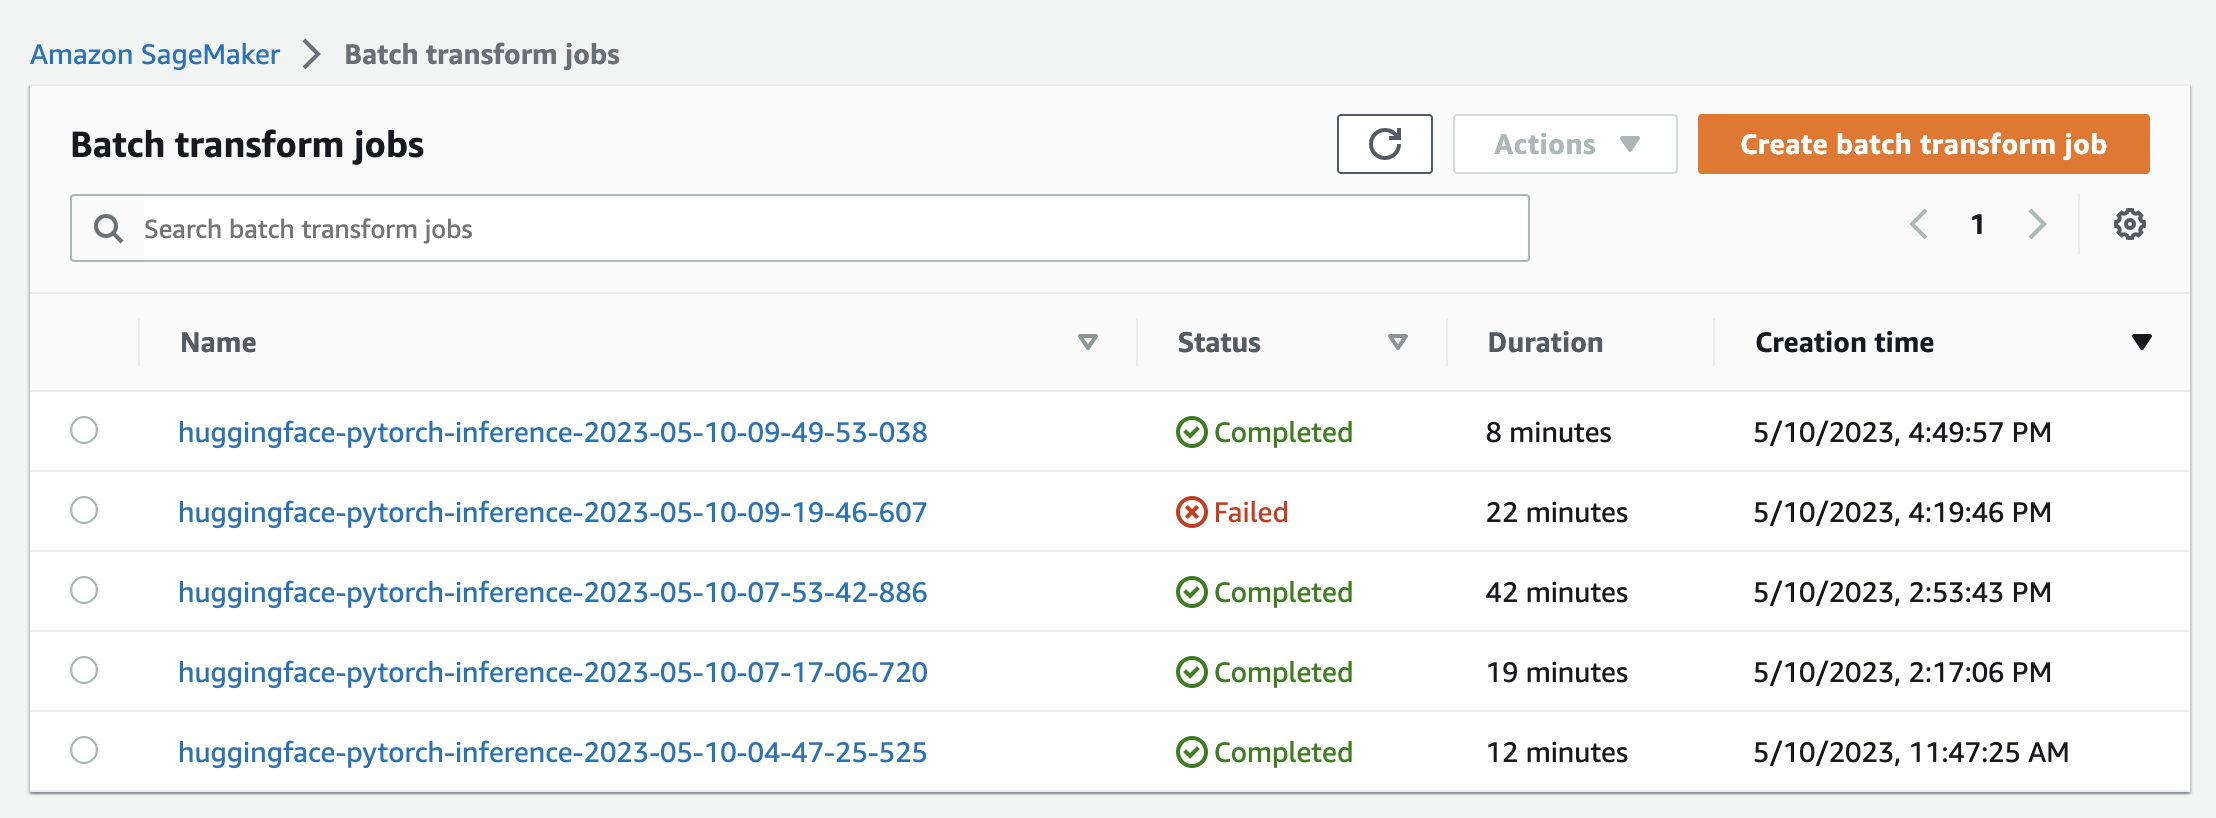 Amazon SageMaker > Batch transform jobs
Batch transform jobs
Actions
Create batch transform job
Search batch transform jobs
1
Name Status Duration Creation time
huggingface-pytorch-inference-2023-05-10-09-49-53-038 Completed 8 minutes 5/10/2023, 4:49:57 PM
huggingface-pytorch-inference-2023-05-10-09-19-46-607 Failed 22 minutes 5/10/2023, 4:19:46 PM
huggingface-pytorch-inference-2023-05-10-07-53-42-886 Completed 42 minutes 5/10/2023, 2:53:43 PM
huggingface-pytorch-inference-2023-05-10-07-17-06-720 Completed 19 minutes 5/10/2023, 2:17:06 PM
huggingface-pytorch-inference-2023-05-10-04-47-25-525 Completed 12 minutes 5/10/2023, 11:47:25 AM